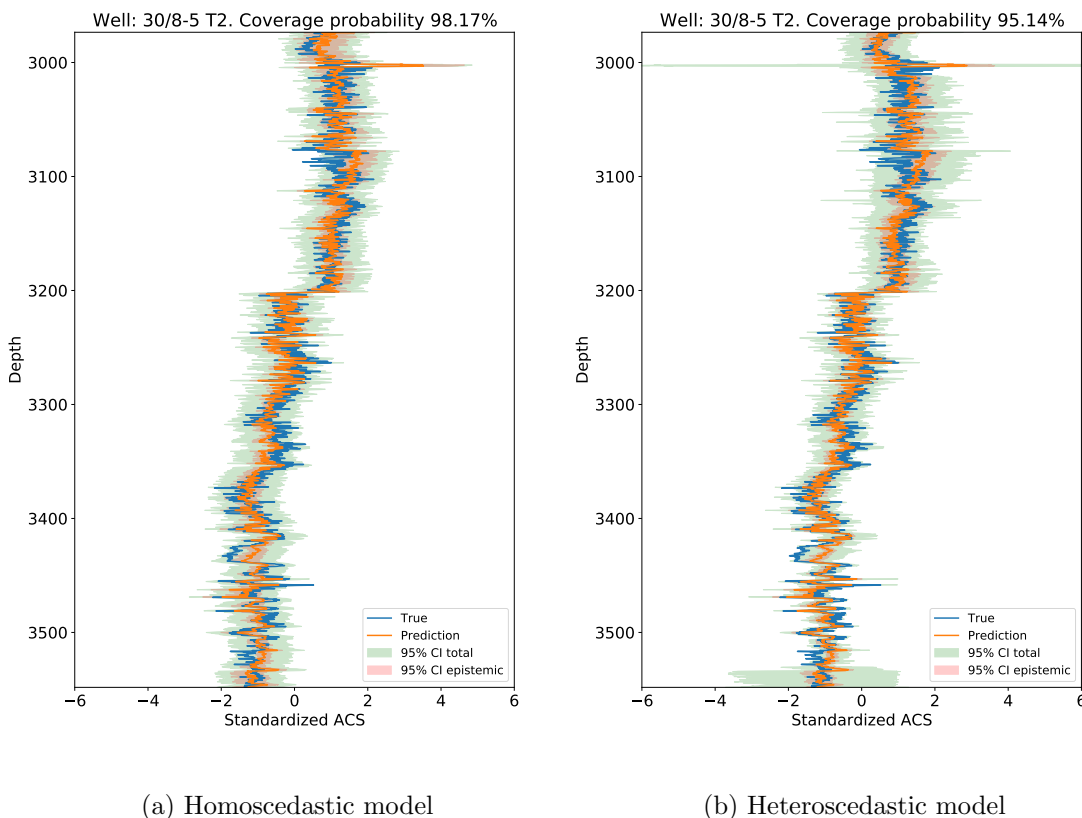 Well: 30/8-5 T2. Coverage probability 98.17%
3000
3100
3200
3300
3400
3500
Depth
−6
−4
−2
0
2
4
6
Standardized ACS
True
Prediction
95% CI total
95% CI epistemic
(a) Homoscedastic model
Well: 30/8-5 T2. Coverage probability 95.14%
3000
3100
3200
3300
3400
3500
Depth
−6
−4
−2
0
2
4
6
Standardized ACS
True
Prediction
95% CI total
95% CI epistemic
(b) Heteroscedastic model